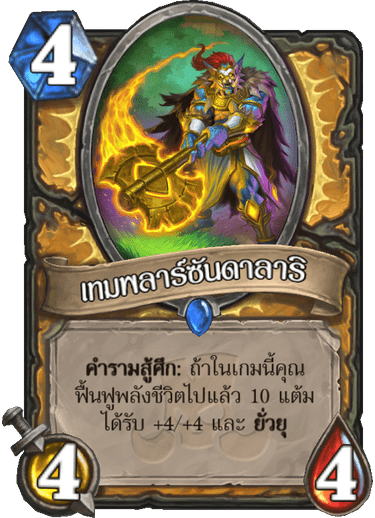 4
เทมพลาร์ซันดาลาริ
คำรามสู้ศึก: ถ้าในเกมนี้คุณ
ฟื้นฟูพลังชีวิตไปแล้ว 10 แต้ม
ได้รับ +4/+4 และ ยั่วยุ
4 4